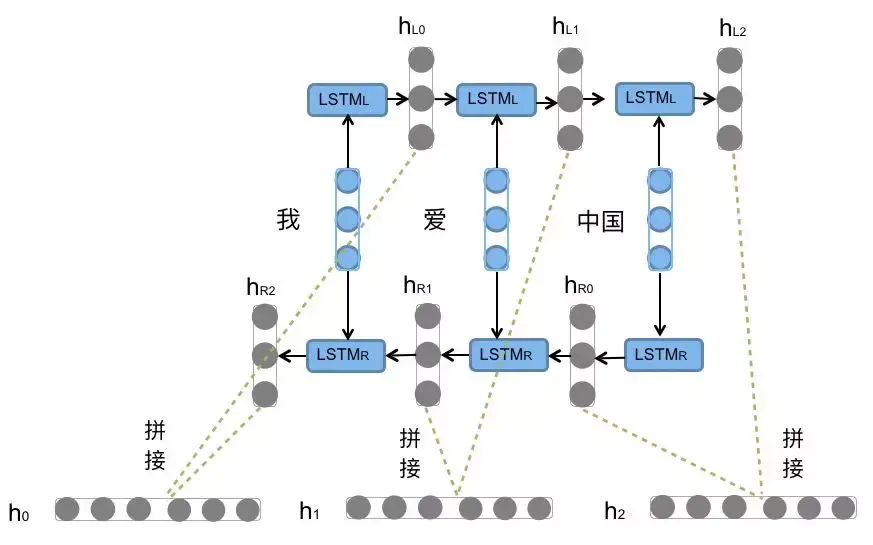 hL0
hL1
hL2
LSTML
LSTML
LSTML
我
爱
中国
hR2
hR1
hR0
LSTMR
LSTMR
LSTMR
拼接
拼接
拼接
h0
h1
h2